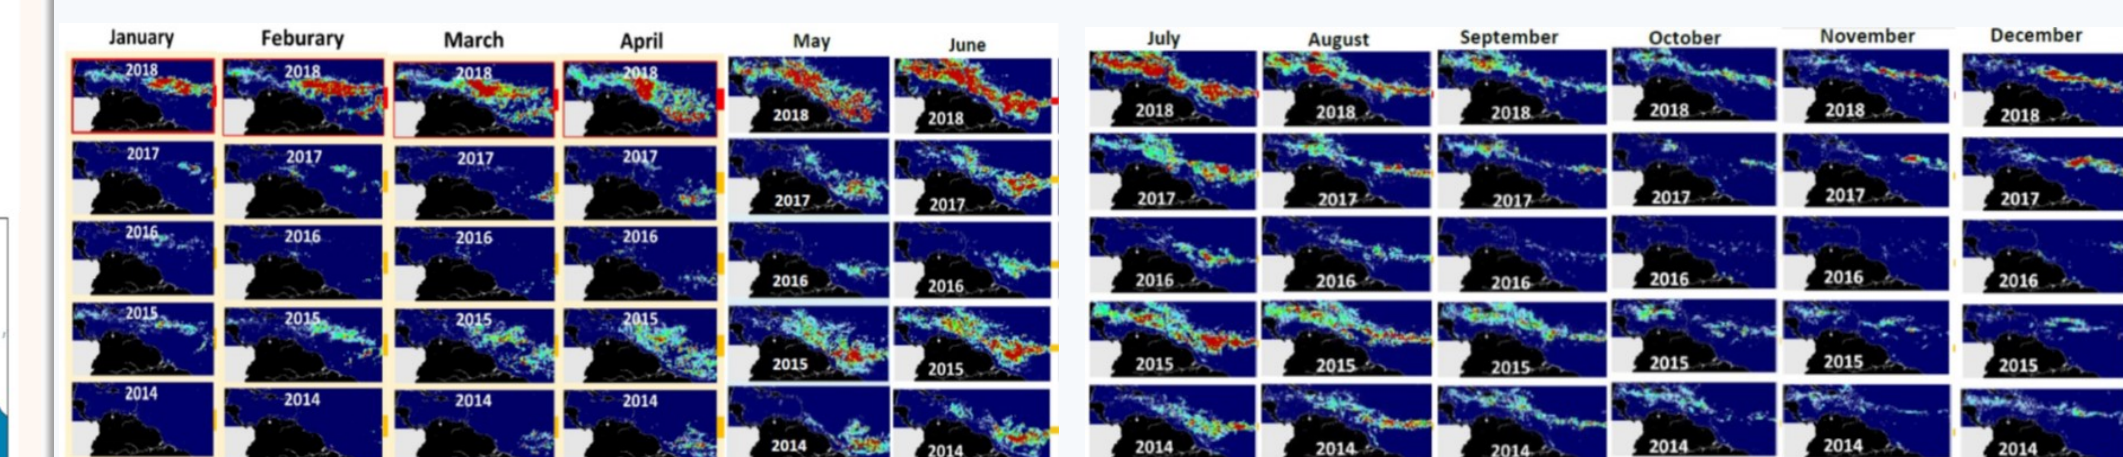 January Feburary March April May June July August September October November December
2018 2018 2018 2018 2018 2018 2018 2018 2018 2018 2018 2018
2017 2017 2017 2017 2017 2017 2017 2017 2017 2017 2017 2017
2016 2016 2016 2016 2016 2016 2016 2016 2016 2016 2016 2016
2015 2015 2015 2015 2015 2015 2015 2015 2015 2015 2015 2015
2014 2014 2014 2014 2014 2014 2014 2014 2014 2014 2014 2014